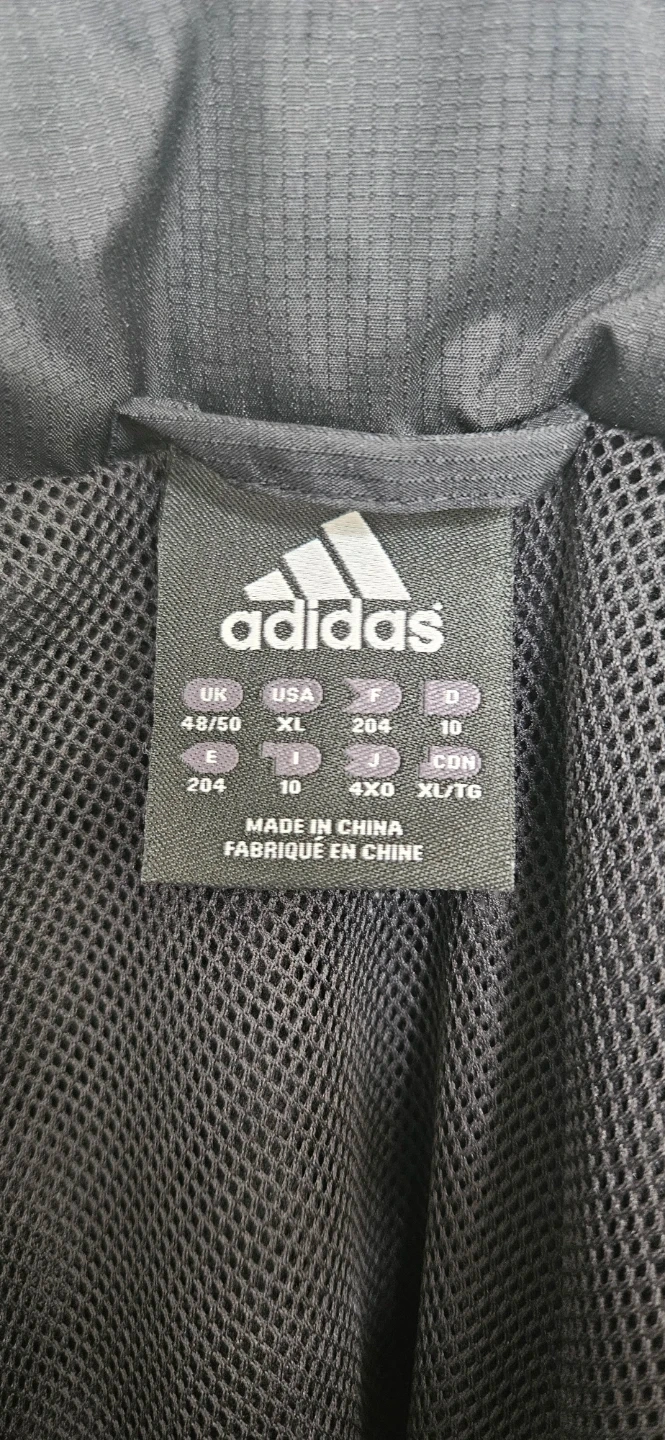 adidas
UK USA F D
48/50 XL 204 10
E I J CDN
204 10 4XO XL/TG
MADE IN CHINA
FABRIQUÉ EN CHINE